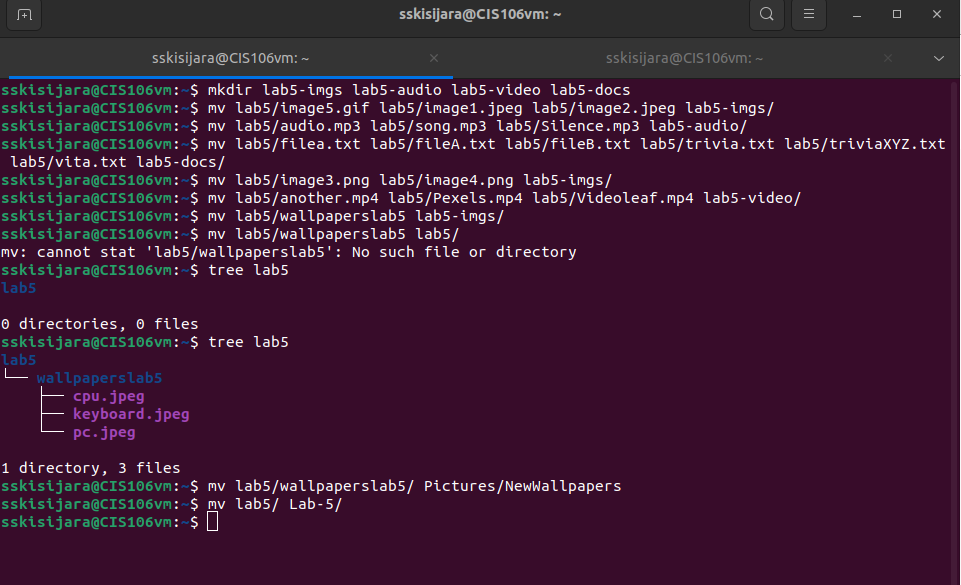 sskisijara@CIS106vm: ~
sskisijara@CIS106vm: ~
sskisijara@CIS106vm: ~
sskisijara@CIS106vm:~$ mkdir lab5-imgs lab5-audio lab5-video lab5-docs
sskisijara@CIS106vm:~$ mv lab5/image5.gif lab5/image1.jpeg lab5/image2.jpeg lab5-imgs/
sskisijara@CIS106vm:~$ mv lab5/audio.mp3 lab5/song.mp3 lab5/Silence.mp3 lab5-audio/
sskisijara@CIS106vm:~$ mv lab5/filea.txt lab5/fileA.txt lab5/fileB.txt lab5/trivia.txt lab5/triviaXYZ.txt
lab5/vita.txt lab5-docs/
sskisijara@CIS106vm:~$ mv lab5/image3.png lab5/image4.png lab5-imgs/
sskisijara@CIS106vm:~$ mv lab5/another.mp4 lab5/Pexels.mp4 lab5/Videoleaf.mp4 lab5-video/
sskisijara@CIS106vm:~$ mv lab5/wallpaperslab5 lab5-imgs/
sskisijara@CIS106vm:~$ mv lab5/wallpaperslab5 lab5/
mv: cannot stat 'lab5/wallpaperslab5': No such file or directory
sskisijara@CIS106vm:~$ tree lab5
lab5
0 directories, 0 files
sskisijara@CIS106vm:~$ tree lab5
lab5
└── wallpaperslab5
    ├── cpu.jpeg
    ├── keyboard.jpeg
    └── pc.jpeg
1 directory, 3 files
sskisijara@CIS106vm:~$ mv lab5/wallpaperslab5/ Pictures/NewWallpapers
sskisijara@CIS106vm:~$ mv lab5/ Lab-5/
sskisijara@CIS106vm:~$